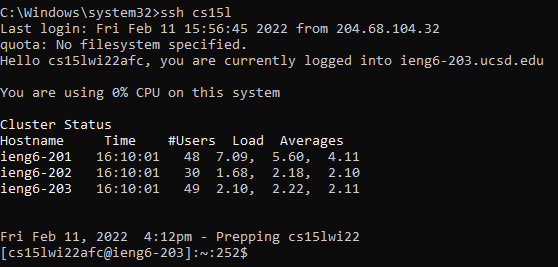 C:\Windows\system32>ssh cs15l
Last login: Fri Feb 11 15:56:45 2022 from 204.68.104.32
quota: No filesystem specified.
Hello cs15lwi22afc, you are currently logged into ieng6-203.ucsd.edu
You are using 0% CPU on this system
Cluster Status
Hostname     Time    #Users  Load  Averages
ieng6-201   16:10:01   48  7.09,  5.60,  4.11
ieng6-202   16:10:01   30  1.68,  2.18,  2.10
ieng6-203   16:10:01   49  2.10,  2.22,  2.11
Fri Feb 11, 2022  4:12pm - Prepping cs15lwi22
[cs15lwi22afc@ieng6-203]:~:252$